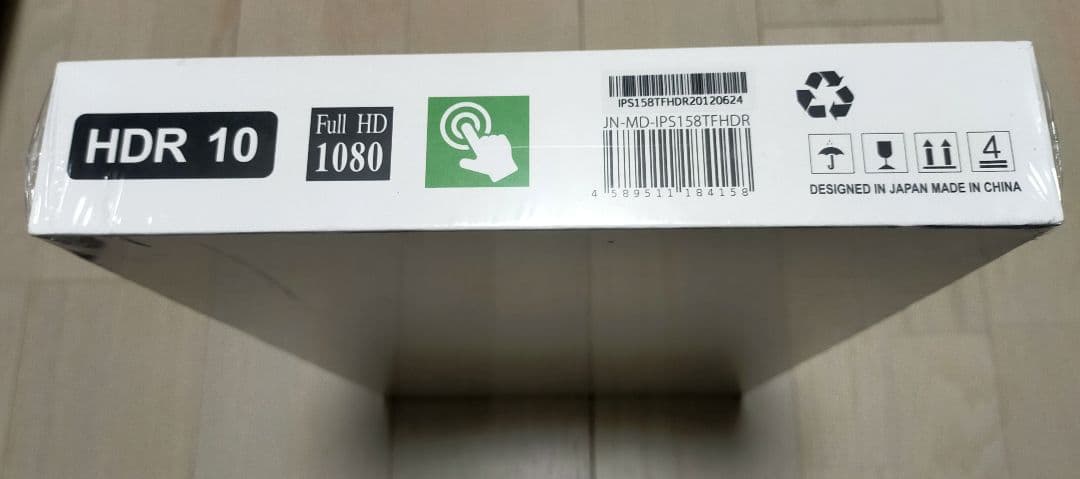 HDR 10
Full HD
1080
IPS158TFHDR20120624
JN-MD-IPS158TFHDR
4 589511 184158
4
DESIGNED IN JAPAN MADE IN CHINA